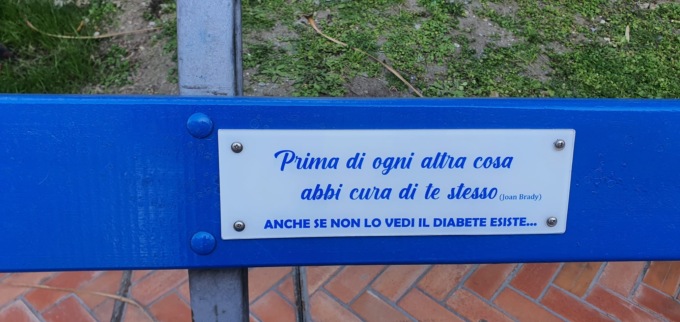 Prima di ogni altra cosa
abbi cura di te stesso (Joan Brady)
ANCHE SE NON LO VEDI IL DIABETE ESISTE...